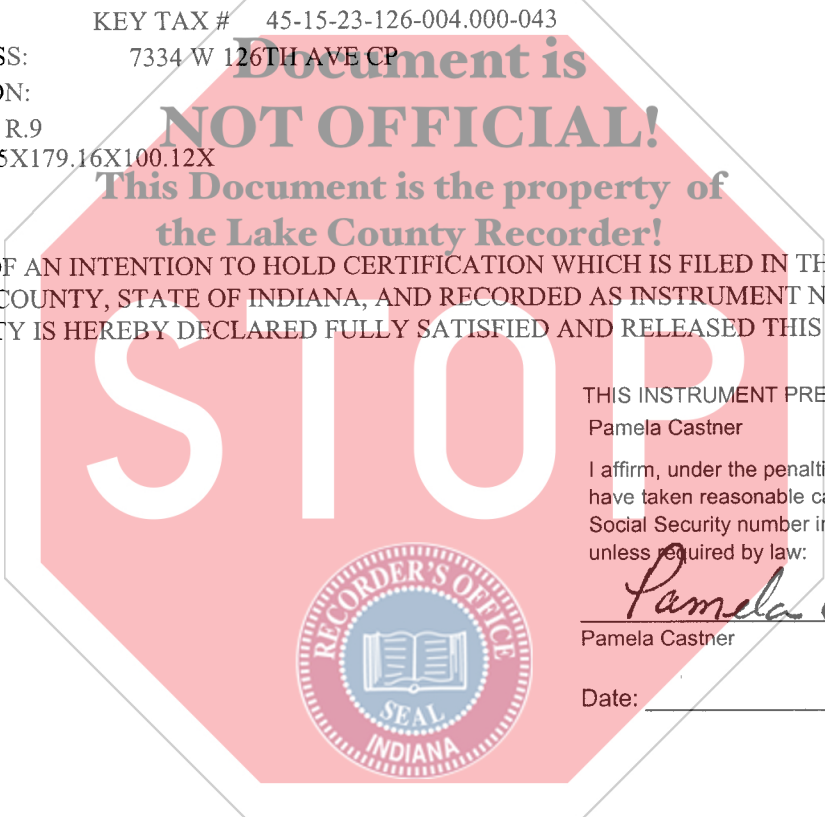 KEY TAX # 45-15-23-126-004.000-043
SS: 7334 W 126TH AVE CP
ON:
R.9
5X179.16X100.12X
Document is
NOT OFFICIAL!
This Document is the property of
the Lake County Recorder!
OF AN INTENTION TO HOLD CERTIFICATION WHICH IS FILED IN TH
COUNTY, STATE OF INDIANA, AND RECORDED AS INSTRUMENT N
TY IS HEREBY DECLARED FULLY SATISFIED AND RELEASED THIS
STOP
THIS INSTRUMENT PRE
Pamela Castner
I affirm, under the penalti
have taken reasonable ca
Social Security number in
unless required by law:
Pamela C
Pamela Castner
Date:
RECORDER'S OFFICE
SEAL
INDIANA